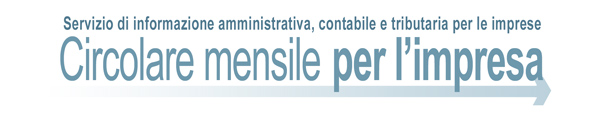 Servizio di informazione amministrativa, contabile e tributaria per le imprese
Circolare mensile per l'impresa